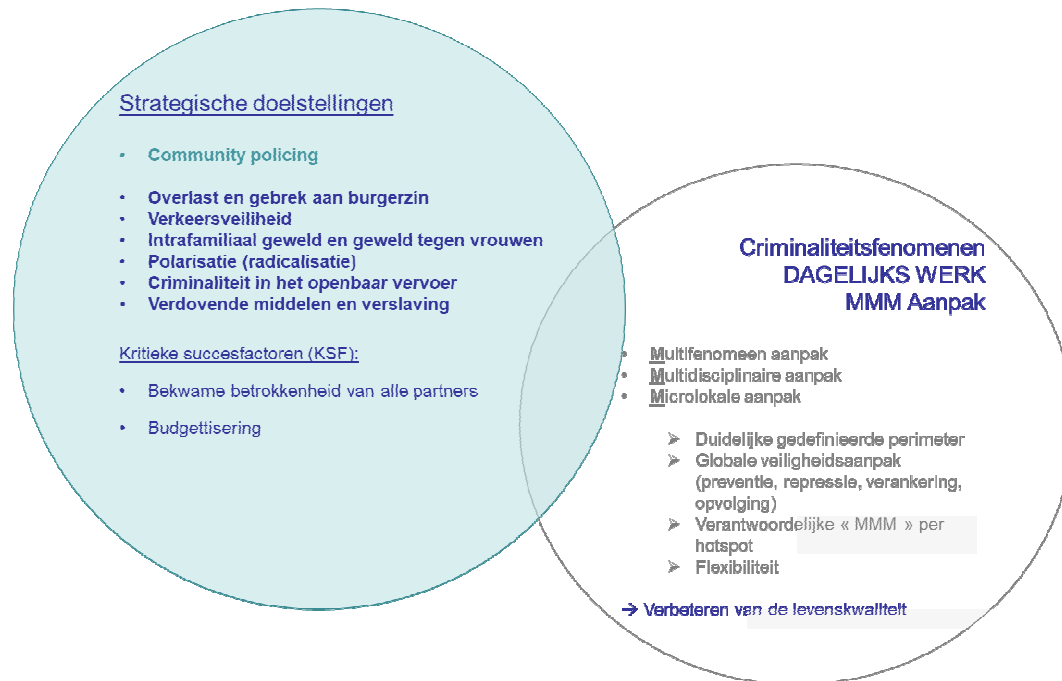 Strategische doelstellingen
• Community policing
• Overlast en gebrek aan burgerzin
• Verkeersveiliheid
• Intrafamiliaal geweld en geweld tegen vrouwen
• Polarisatie (radicalisatie)
• Criminaliteit in het openbaar vervoer
• Verdovende middelen en verslaving
Kritieke succesfactoren (KSF):
• Bekwame betrokkenheid van alle partners
• Budgettisering
Criminaliteitsfenomenen
DAGELIJKS WERK
MMM Aanpak
• Multifenomeen aanpak
• Multidisciplinaire aanpak
• Microlokale aanpak
➢ Duidelijke gedefinieerde perimeter
➢ Globale veiligheidsaanpak
(preventie, repressie, verankering,
opvolging)
➢ Verantwoordelijke « MMM » per
hotspot
➢ Flexibiliteit
→ Verbeteren van de levenskwaliteit